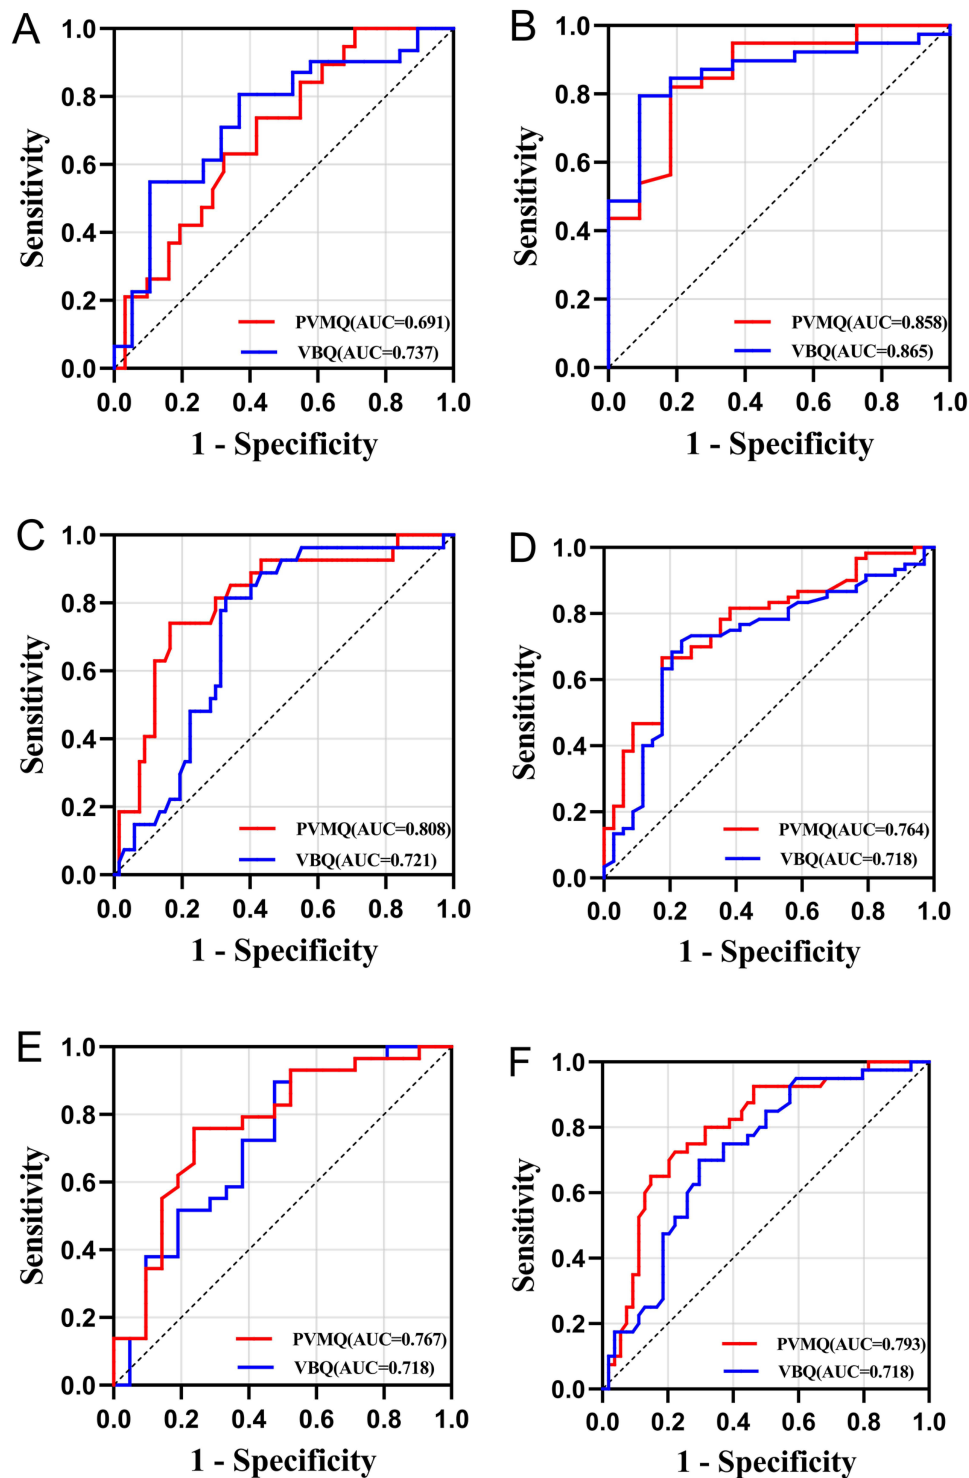 A
Sensitivity
1.0
0.8
0.6
0.4
0.2
0.0
PVMQ(AUC=0.691)
VBQ(AUC=0.737)
0.0 0.2 0.4 0.6 0.8 1.0
1 - Specificity
B
Sensitivity
1.0
0.8
0.6
0.4
0.2
0.0
PVMQ(AUC=0.858)
VBQ(AUC=0.865)
0.0 0.2 0.4 0.6 0.8 1.0
1 - Specificity
C
Sensitivity
1.0
0.8
0.6
0.4
0.2
0.0
PVMQ(AUC=0.808)
VBQ(AUC=0.721)
0.0 0.2 0.4 0.6 0.8 1.0
1 - Specificity
D
Sensitivity
1.0
0.8
0.6
0.4
0.2
0.0
PVMQ(AUC=0.764)
VBQ(AUC=0.718)
0.0 0.2 0.4 0.6 0.8 1.0
1 - Specificity
E
Sensitivity
1.0
0.8
0.6
0.4
0.2
0.0
PVMQ(AUC=0.767)
VBQ(AUC=0.718)
0.0 0.2 0.4 0.6 0.8 1.0
1 - Specificity
F
Sensitivity
1.0
0.8
0.6
0.4
0.2
0.0
PVMQ(AUC=0.793)
VBQ(AUC=0.718)
0.0 0.2 0.4 0.6 0.8 1.0
1 - Specificity